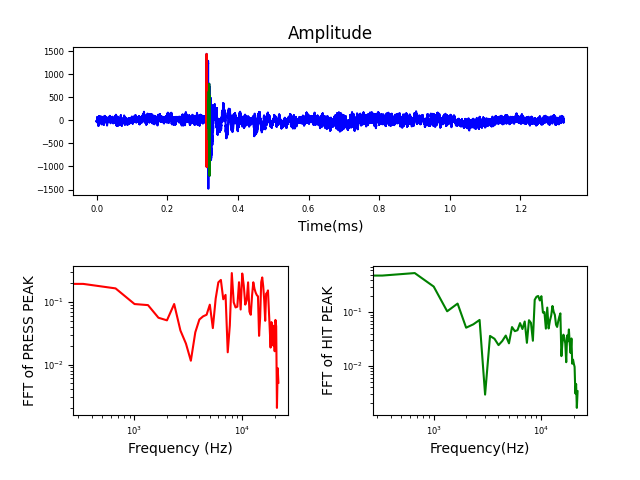 Amplitude
1500
1000
500
0
−500
−1000
−1500
0.0 0.2 0.4 0.6 0.8 1.0 1.2
Time(ms)
FFT of PRESS PEAK
10⁻¹
10⁻²
10³ 10⁴
Frequency (Hz)
FFT of HIT PEAK
10⁻¹
10⁻²
10³ 10⁴
Frequency(Hz)